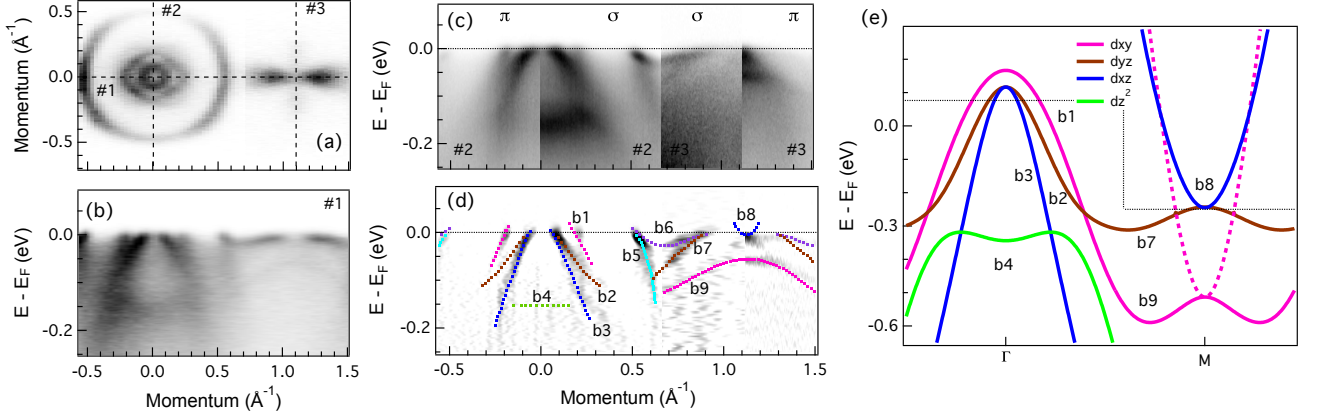 Momentum (Å⁻¹)
0.5
0.0
-0.5
#2
#3
#1
(a)
(b)
#1
0.0
-0.2
E - E_F (eV)
-0.5 0.0 0.5 1.0 1.5
Momentum (Å⁻¹)
(c)
π σ σ π
0.0
-0.2
E - E_F (eV)
#2 #2 #3 #3
(d)
0.0
-0.2
E - E_F (eV)
b1
b2
b3
b4
b5
b6
b7
b8
b9
-0.5 0.0 0.5 1.0 1.5
Momentum (Å⁻¹)
(e)
dxy
dyz
dxz
dz²
0.0
-0.3
-0.6
E - E_F (eV)
b1
b3
b2
b8
b7
b4
b9
Γ M